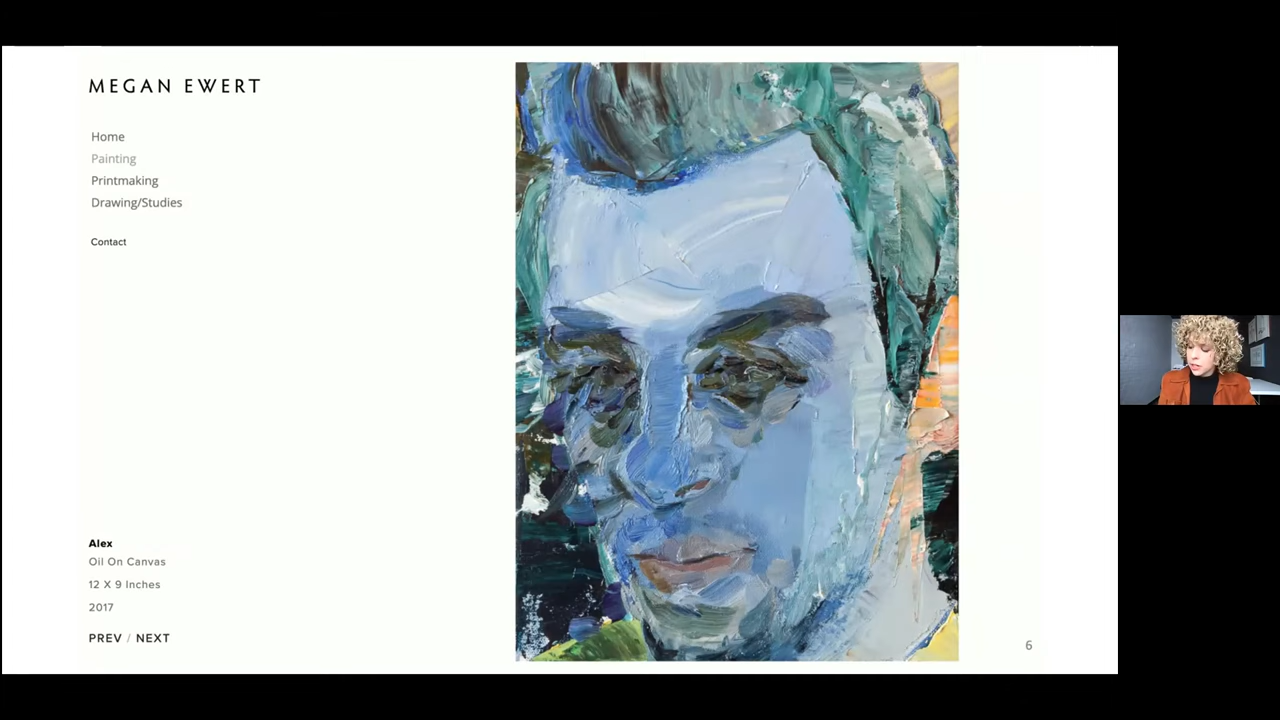 MEGAN EWERT
Home
Painting
Printmaking
Drawing/Studies
Contact
Alex
Oil On Canvas
12 X 9 Inches
2017
PREV / NEXT
6